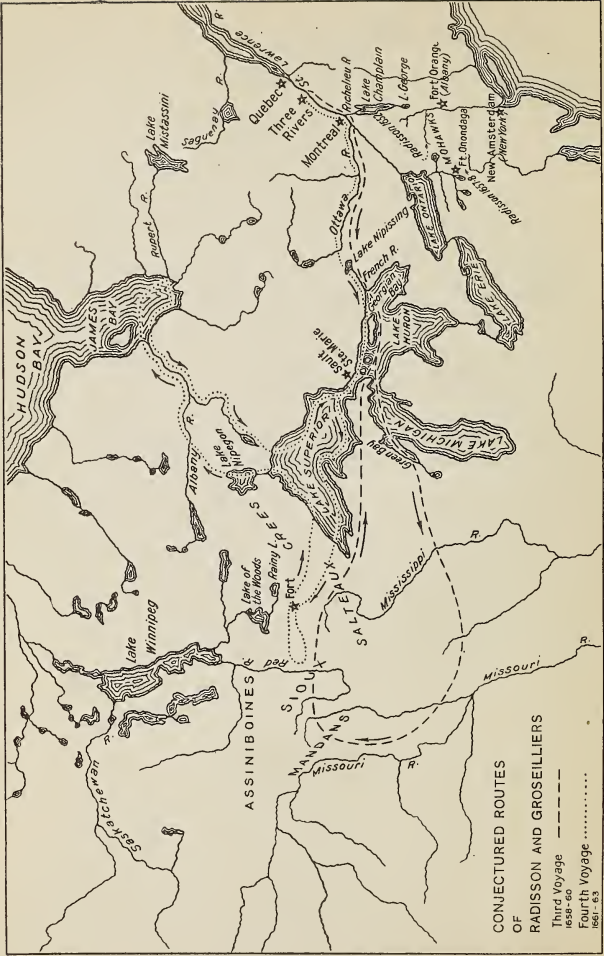 HUDSON
BAY
JAMES
BAY
Rupert R.
Lake
Mistassini
Saguenay
R.
St. Lawrence
R.
Quebec
Three
Rivers
Montreal
Richelieu R
Lake
Champlain
L. George
Fort Orange
(Albany)
MOHAWKS
Ft. Onondaga
New Amsterdam
(New York)
Radisson 1657-8
LAKE ONTARIO
LAKE ERIE
Ottawa
R.
Lake Nipissing
French R.
Georgian
Bay
LAKE
HURON
Sault
Ste Marie
LAKE MICHIGAN
Green Bay
LAKE SUPERIOR
Lake
Nipegon
Albany
R.
CREES
Rainy L.
Lake of
the Woods
Fort
Lake
Winnipeg
Red
R.
ASSINIBOINES
Saskatchewan
R.
SALTEAUX
SIOUX
MANDANS
Mississippi
R.
Missouri
R.
Missouri
R.
CONJECTURED ROUTES
OF
RADISSON AND GROSEILLIERS
Third Voyage
1658-60
Fourth Voyage
1661-63